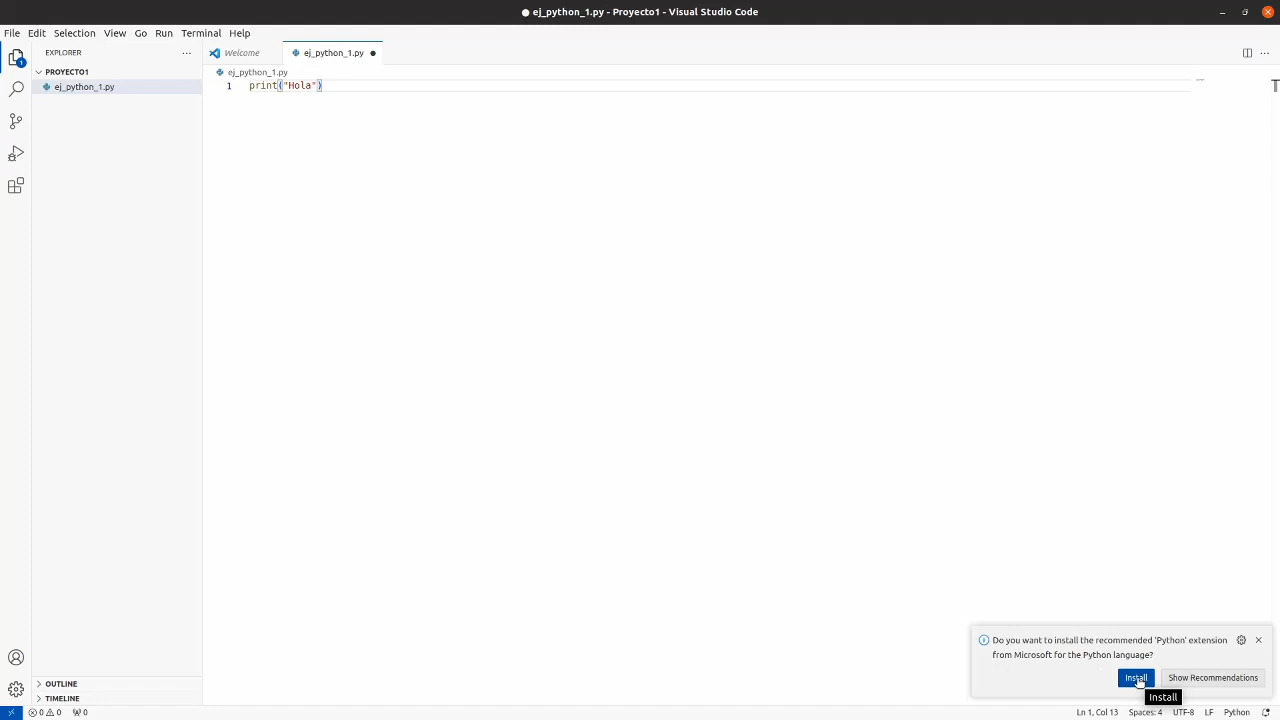 ej_python_1.py - Proyecto1 - Visual Studio Code
File Edit Selection View Go Run Terminal Help
EXPLORER
Welcome
ej_python_1.py
PROYECTO1
ej_python_1.py
ej_python_1.py
1 print("Hola")
1
Do you want to install the recommended 'Python' extension
from Microsoft for the Python language?
Install
Show Recommendations
Install
OUTLINE
TIMELINE
0 0 0
Ln 1, Col 13 Spaces: 4 UTF-8 LF Python